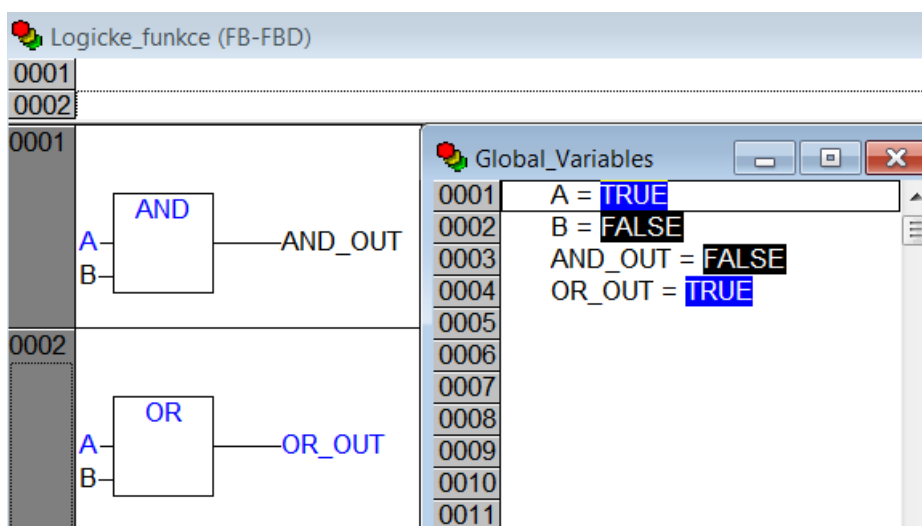 Logicke_funkce (FB-FBD)
0001
0002
0001
AND
A
B
AND_OUT
0002
OR
A
B
OR_OUT
Global_Variables
0001 A = TRUE
0002 B = FALSE
0003 AND_OUT = FALSE
0004 OR_OUT = TRUE
0005
0006
0007
0008
0009
0010
0011